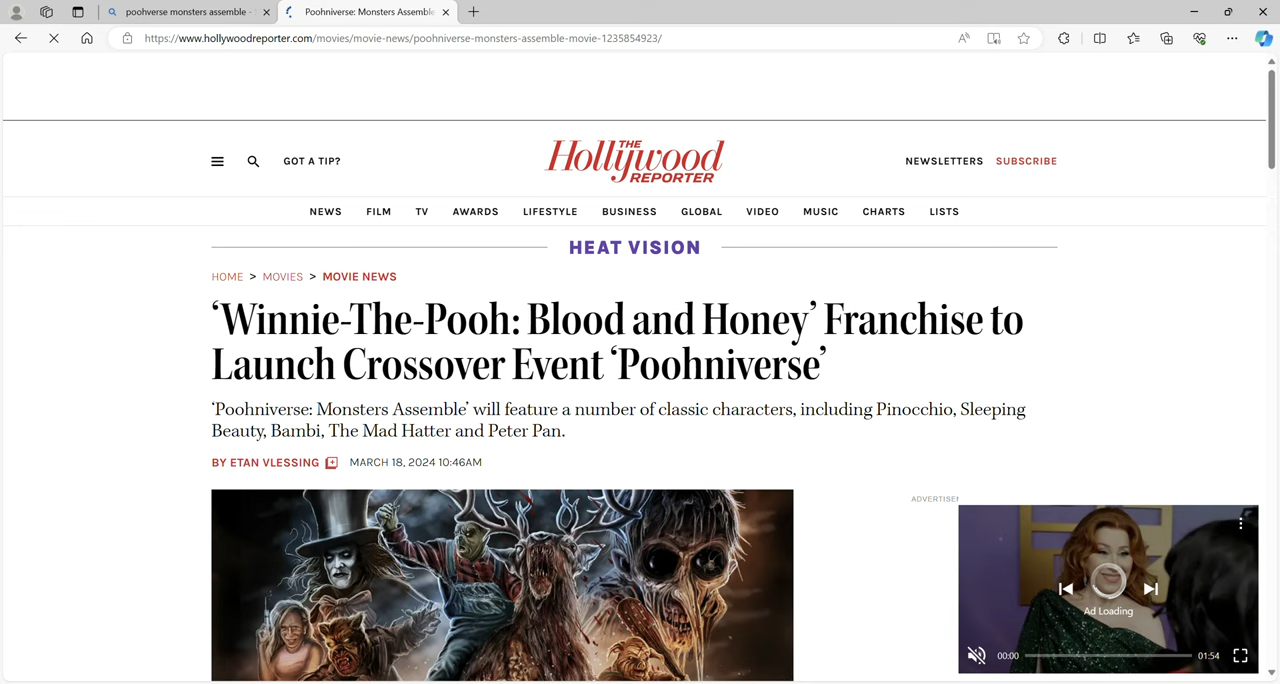 poohverse monsters assemble -
Poohniverse: Monsters Assemble
https://www.hollywoodreporter.com/movies/movie-news/poohniverse-monsters-assemble-movie-1235854923/
GOT A TIP?
THE
Hollywood
REPORTER
NEWSLETTERS SUBSCRIBE
NEWS FILM TV AWARDS LIFESTYLE BUSINESS GLOBAL VIDEO MUSIC CHARTS LISTS
HEAT VISION
HOME > MOVIES > MOVIE NEWS
‘Winnie-The-Pooh: Blood and Honey’ Franchise to
Launch Crossover Event ‘Poohniverse’
‘Poohniverse: Monsters Assemble’ will feature a number of classic characters, including Pinocchio, Sleeping
Beauty, Bambi, The Mad Hatter and Peter Pan.
BY ETAN VLESSING MARCH 18, 2024 10:46AM
Ad Loading
00:00 01:54